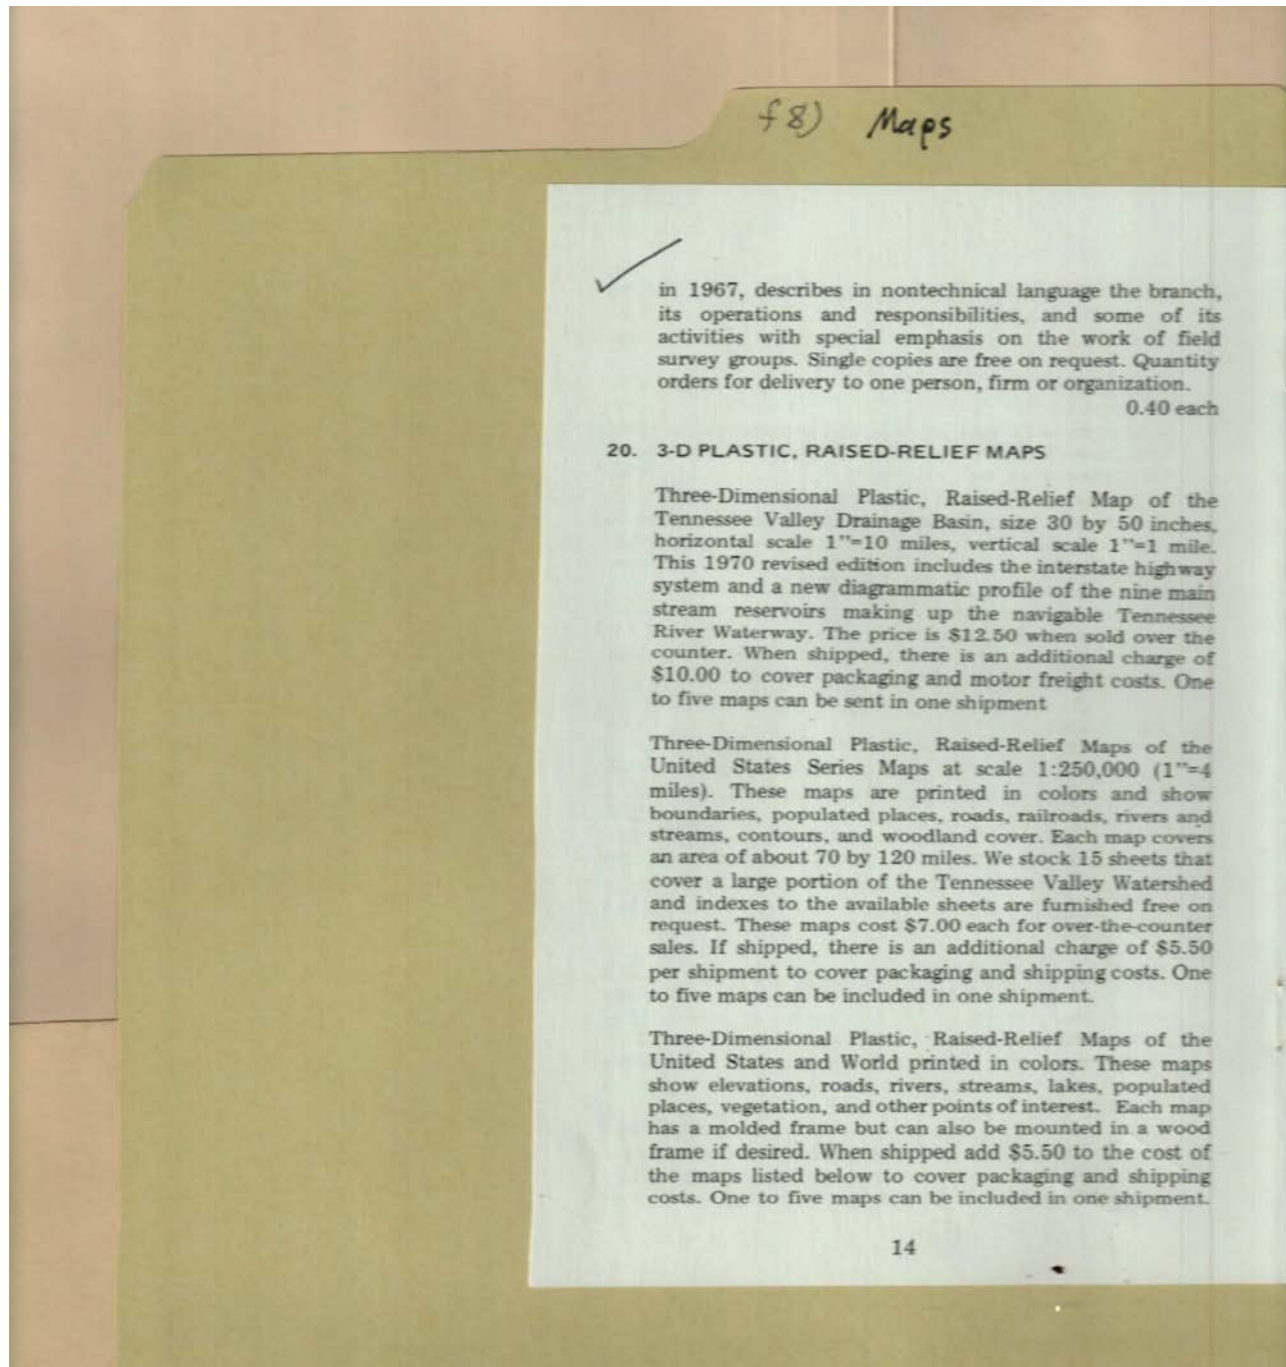 f 8) Maps
in 1967, describes in nontechnical language the branch,
its operations and responsibilities, and some of its
activities with special emphasis on the work of field
survey groups. Single copies are free on request. Quantity
orders for delivery to one person, firm or organization.
0.40 each
20. 3-D PLASTIC, RAISED-RELIEF MAPS
Three-Dimensional Plastic, Raised-Relief Map of the
Tennessee Valley Drainage Basin, size 30 by 50 inches,
horizontal scale 1"=10 miles, vertical scale 1"=1 mile.
This 1970 revised edition includes the interstate highway
system and a new diagrammatic profile of the nine main
stream reservoirs making up the navigable Tennessee
River Waterway. The price is $12.50 when sold over the
counter. When shipped, there is an additional charge of
$10.00 to cover packaging and motor freight costs. One
to five maps can be sent in one shipment
Three-Dimensional Plastic, Raised-Relief Maps of the
United States Series Maps at scale 1:250,000 (1"=4
miles). These maps are printed in colors and show
boundaries, populated places, roads, railroads, rivers and
streams, contours, and woodland cover. Each map covers
an area of about 70 by 120 miles. We stock 15 sheets that
cover a large portion of the Tennessee Valley Watershed
and indexes to the available sheets are furnished free on
request. These maps cost $7.00 each for over-the-counter
sales. If shipped, there is an additional charge of $5.50
per shipment to cover packaging and shipping costs. One
to five maps can be included in one shipment.
Three-Dimensional Plastic, Raised-Relief Maps of the
United States and World printed in colors. These maps
show elevations, roads, rivers, streams, lakes, populated
places, vegetation, and other points of interest. Each map
has a molded frame but can also be mounted in a wood
frame if desired. When shipped add $5.50 to the cost of
the maps listed below to cover packaging and shipping
costs. One to five maps can be included in one shipment.
14